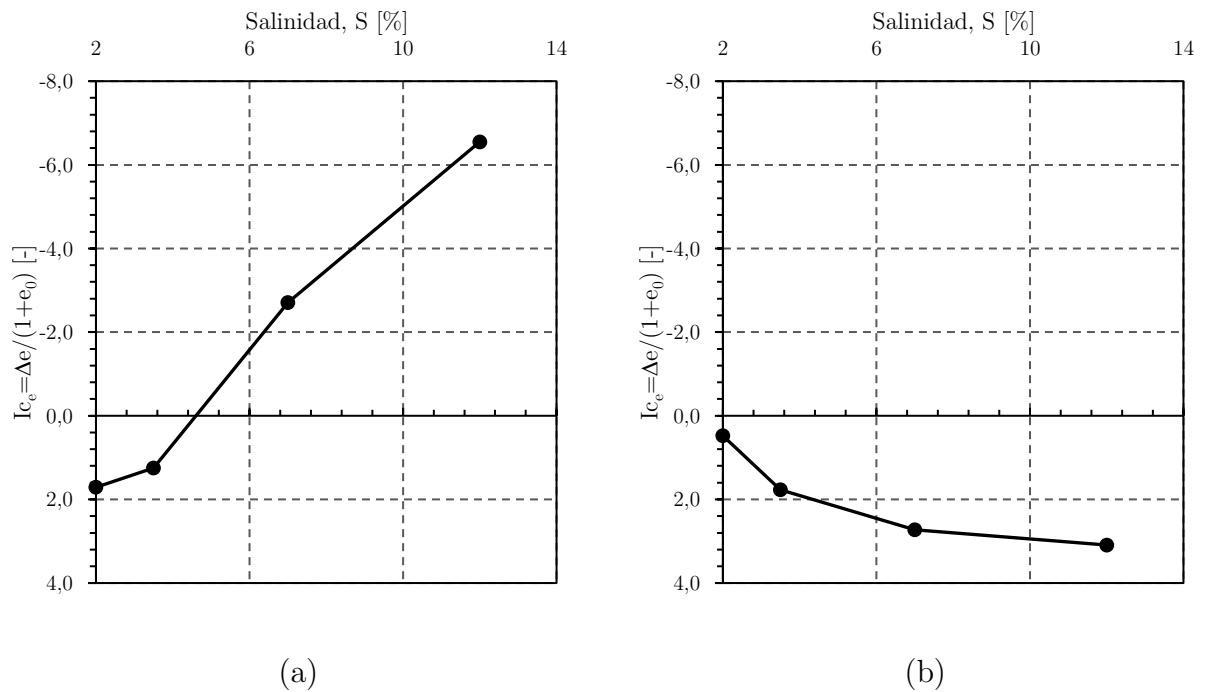 Salinidad, S [%]
2 6 10 14
-8,0
-6,0
-4,0
-2,0
0,0
2,0
4,0
Ic_e=Δe/(1+e_0) [-]
(a)
Salinidad, S [%]
2 6 10 14
-8,0
-6,0
-4,0
-2,0
0,0
2,0
4,0
Ic_e=Δe/(1+e_0) [-]
(b)